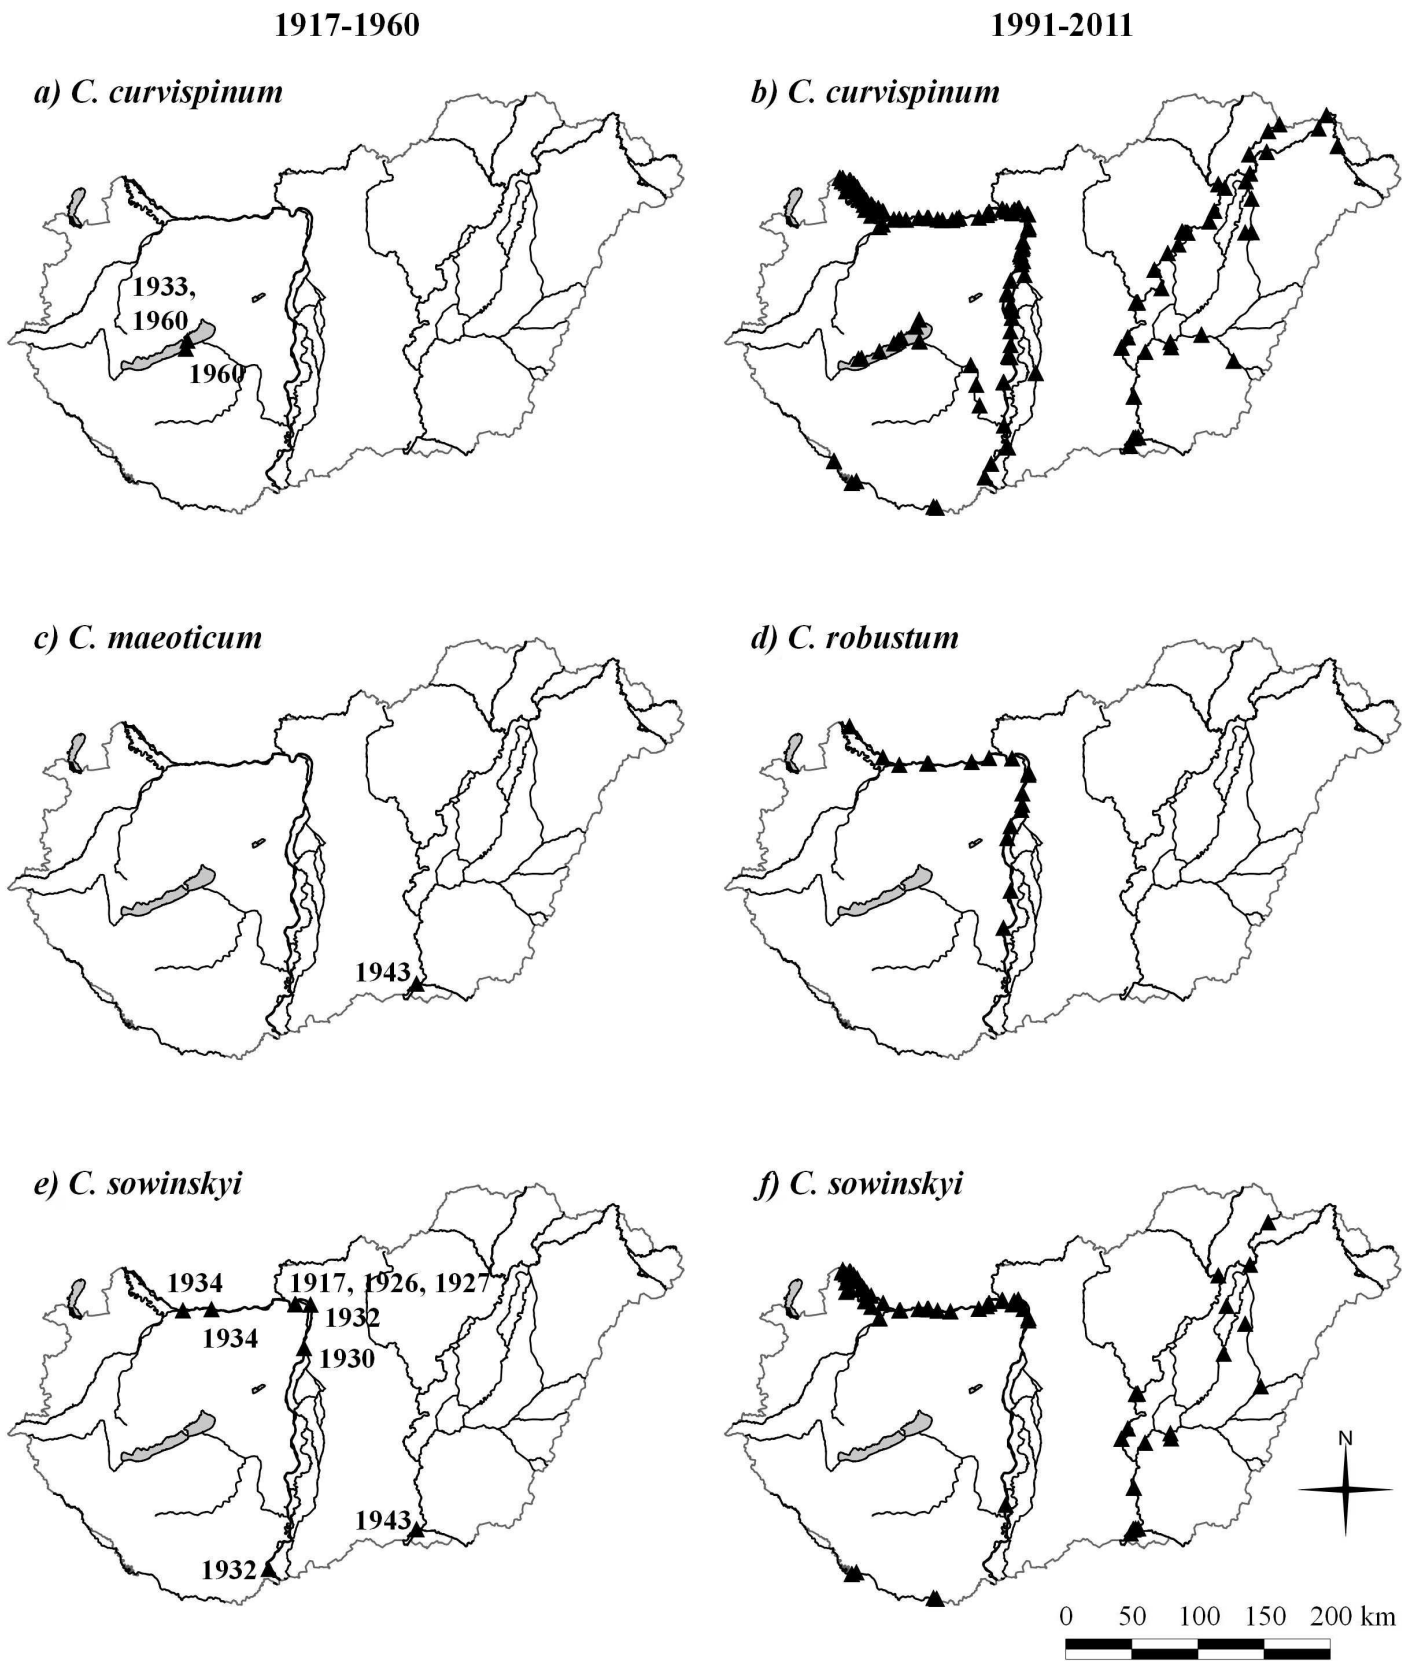 1917-1960
1991-2011
a) C. curvispinum
b) C. curvispinum
1933,
1960
1960
c) C. maeoticum
d) C. robustum
1943
e) C. sowinskyi
f) C. sowinskyi
1934
1917, 1926, 1927
1932
1934
1930
1943
1932
N
0 50 100 150 200 km